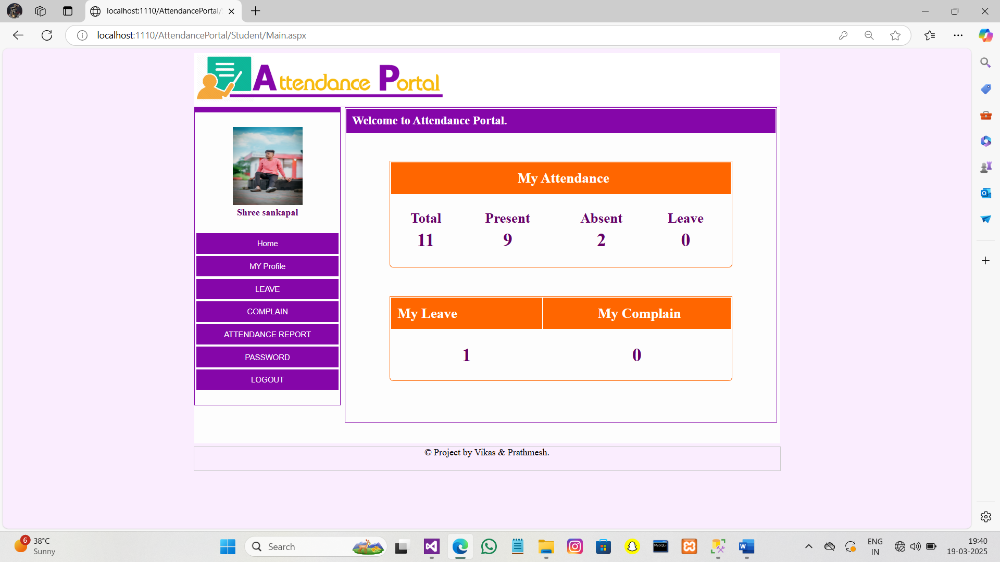 localhost:1110/AttendancePortal/
localhost:1110/AttendancePortal/Student/Main.aspx
Attendance Portal
Welcome to Attendance Portal.
Shree sankapal
Home
MY Profile
LEAVE
COMPLAIN
ATTENDANCE REPORT
PASSWORD
LOGOUT
My Attendance
Total Present Absent Leave
11 9 2 0
My Leave My Complain
1 0
© Project by Vikas & Prathmesh.
6
38°C
Sunny
Search
MySQL
ENG
IN
19:40
19-03-2025